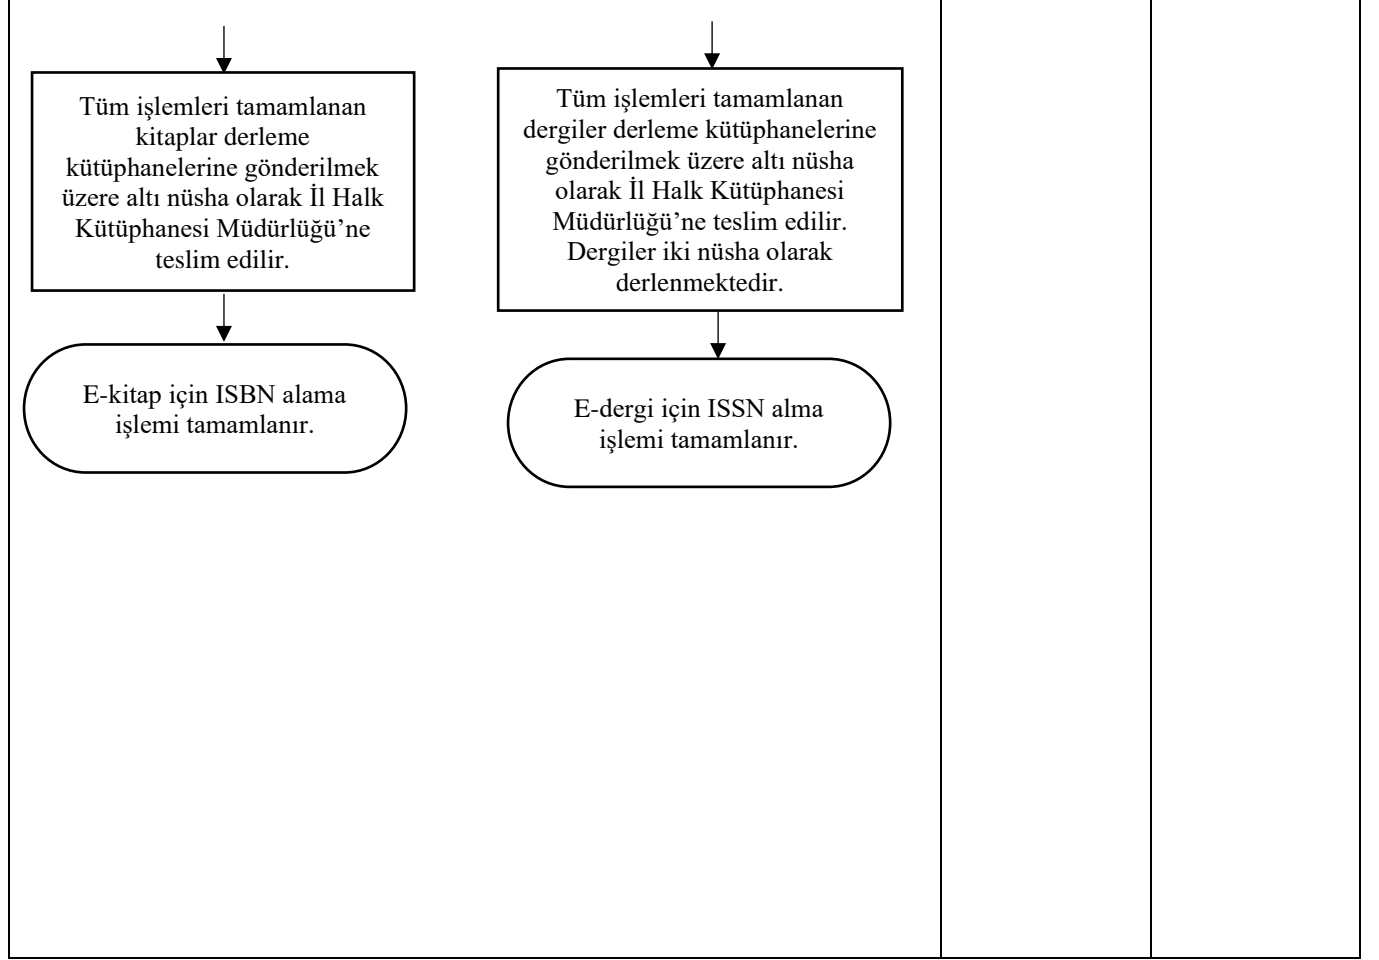 Tüm işlemleri tamamlanan
kitaplar derleme
kütüphanelerine gönderilmek
üzere altı nüsha olarak İl Halk
Kütüphanesi Müdürlüğü’ne
teslim edilir.
E-kitap için ISBN alama
işlemi tamamlanır.
Tüm işlemleri tamamlanan
dergiler derleme kütüphanelerine
gönderilmek üzere altı nüsha
olarak İl Halk Kütüphanesi
Müdürlüğü’ne teslim edilir.
Dergiler iki nüsha olarak
derlenmektedir.
E-dergi için ISSN alma
işlemi tamamlanır.